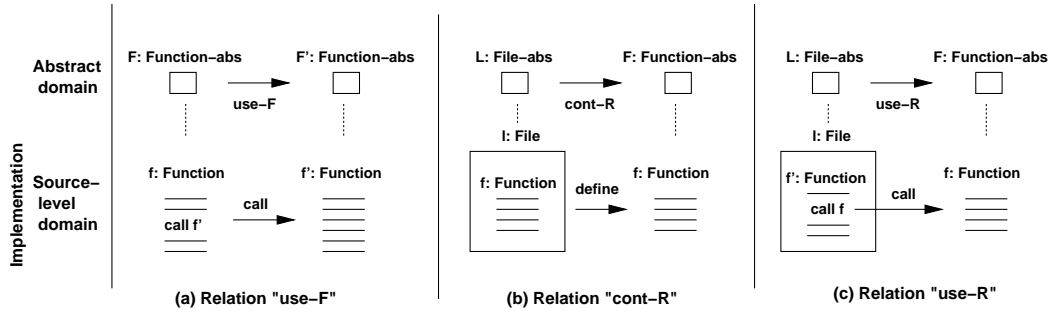 F: Function–abs
F': Function–abs
L: File–abs
F: Function–abs
L: File–abs
F: Function–abs
Abstract
domain
use–F
cont–R
use–R
l: File
l: File
Implementation
Source–
level
domain
f: Function
f': Function
f: Function
f: Function
f': Function
f: Function
call
define
call
call f'
call f
(a) Relation "use–F"
(b) Relation "cont–R"
(c) Relation "use–R"